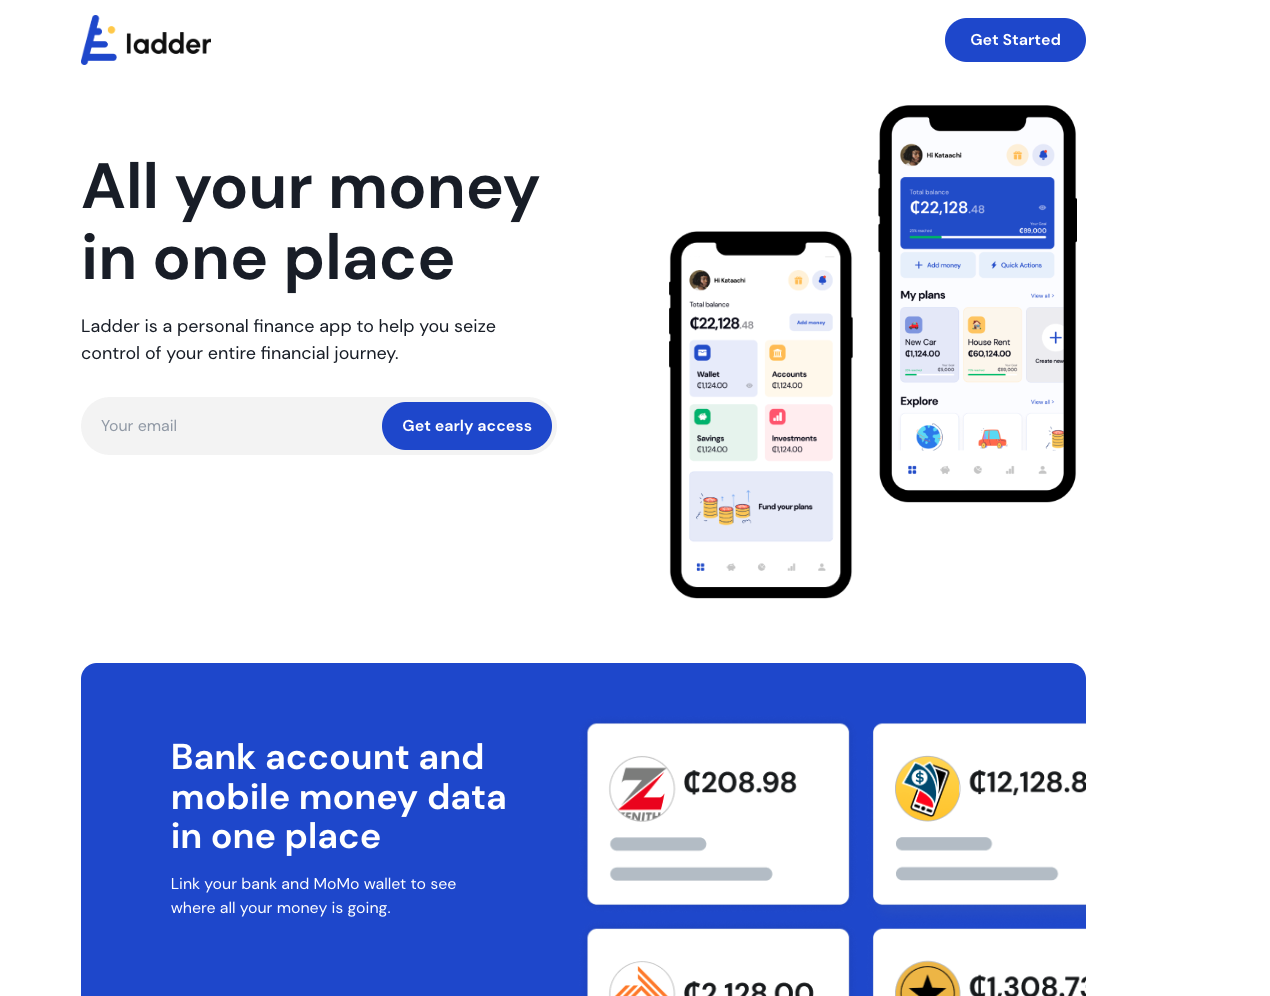 ladder
Get Started
All your money
in one place
Ladder is a personal finance app to help you seize
control of your entire financial journey.
Your email
Get early access
Hi Kataachi
Total balance
₵22,128.48
Add money
Wallet
₵1,124.00
Accounts
₵1,124.00
Savings
₵1,124.00
Investments
₵1,124.00
Fund your plans
Hi Kataachi
Total balance
₵22,128.48
₵89,000
Add money
Quick Actions
My plans
View all >
New Car
₵1,124.00
House Rent
₵60,124.00
Create new
Explore
View all >
Bank account and
mobile money data
in one place
Link your bank and MoMo wallet to see
where all your money is going.
ZENITH
₵208.98
$
₵12,128.8
₵2,128.00
₵1,308.73